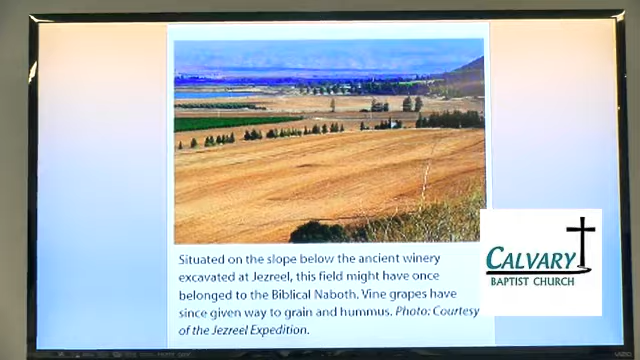 Situated on the slope below the ancient winery
excavated at Jezreel, this field might have once
belonged to the Biblical Naboth. Vine grapes have
since given way to grain and hummus. Photo: Courtesy
of the Jezreel Expedition.
CALVARY
BAPTIST CHURCH